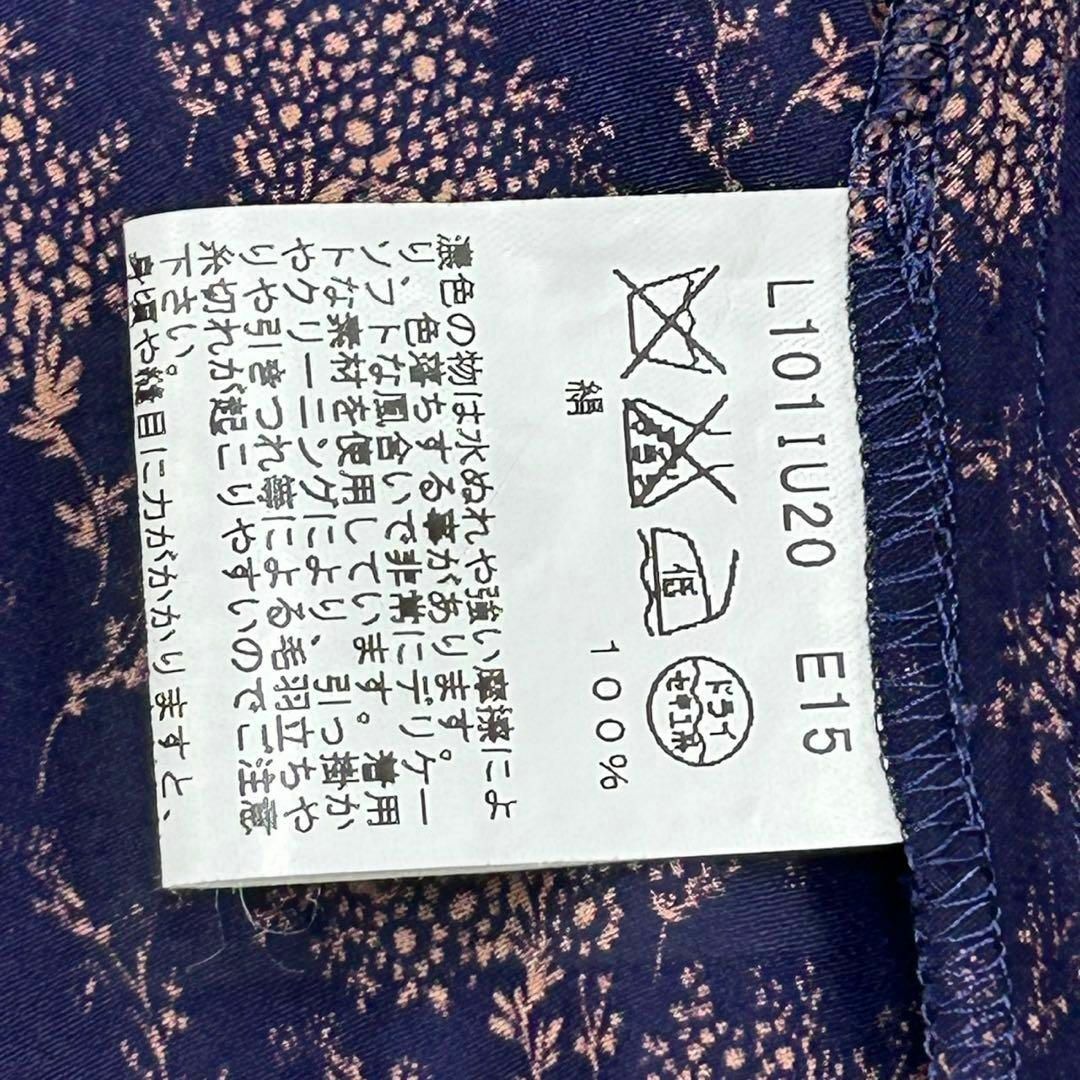 L101IU20 E15
低
ドライ
セキユ系
絹 100%
濃色の物は水ぬれや強い摩擦によ
り、色落ちする事があります
ソフトな風合いで非常にデリケー
トな素材を使用しています。着用
やクリーニングにより、引っ掛か
りや引きつれ等による毛羽立ちや
糸切れが起こりやすいのでご注意
下さい。
身頃や縫目に力がかかりますと、